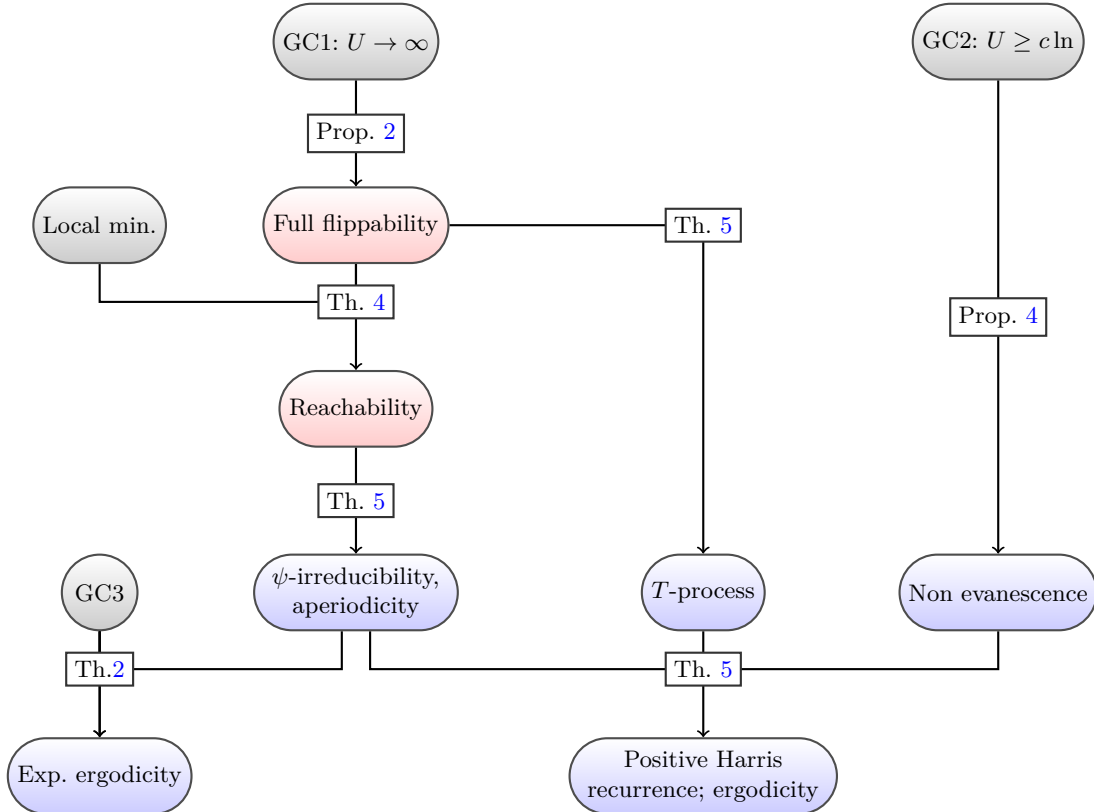 GC1: U → ∞
GC2: U ≥ c ln
Prop. 2
Local min.
Full flippability
Th. 5
Th. 4
Prop. 4
Reachability
Th. 5
GC3
ψ-irreducibility,
aperiodicity
T-process
Non evanescence
Th.2
Th. 5
Exp. ergodicity
Positive Harris
recurrence; ergodicity